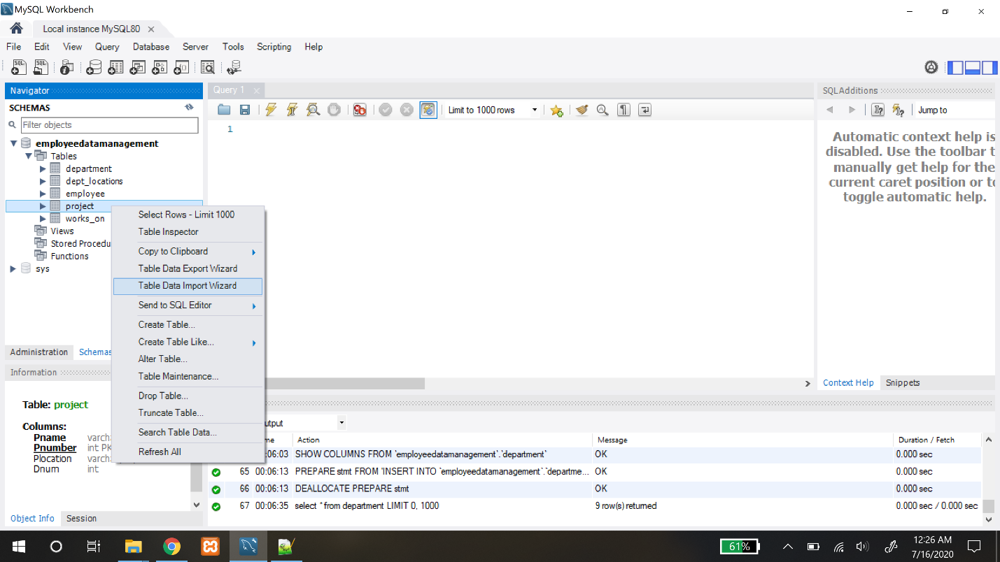 MySQL Workbench
Local instance MySQL80
File Edit View Query Database Server Tools Scripting Help
Navigator
SCHEMAS
Filter objects
employeedatamanagement
Tables
department
dept_locations
employee
project
works_on
Views
Stored Procedu
Functions
sys
Administration Schemas
Information
Table: project
Columns:
Pname varch
Pnumber int PK
Plocation varch
Dnum int
Object Info Session
Select Rows - Limit 1000
Table Inspector
Copy to Clipboard
Table Data Export Wizard
Table Data Import Wizard
Send to SQL Editor
Create Table...
Create Table Like...
Alter Table...
Table Maintenance...
Drop Table...
Truncate Table...
Search Table Data...
Refresh All
Query 1
Limit to 1000 rows
1
SQLAdditions
Jump to
Automatic context help is
disabled. Use the toolbar t
manually get help for the
current caret position or to
toggle automatic help.
Context Help Snippets
utput
me Action Message Duration / Fetch
:06:03 SHOW COLUMNS FROM `employeedatamanagement`.`department` OK 0.000 sec
65 00:06:13 PREPARE stmt FROM 'INSERT INTO `employeedatamanagement`.`departme... OK 0.000 sec
66 00:06:13 DEALLOCATE PREPARE stmt OK 0.000 sec
67 00:06:35 select * from department LIMIT 0, 1000 9 row(s) returned 0.000 sec / 0.000 sec
61%
12:26 AM
7/16/2020